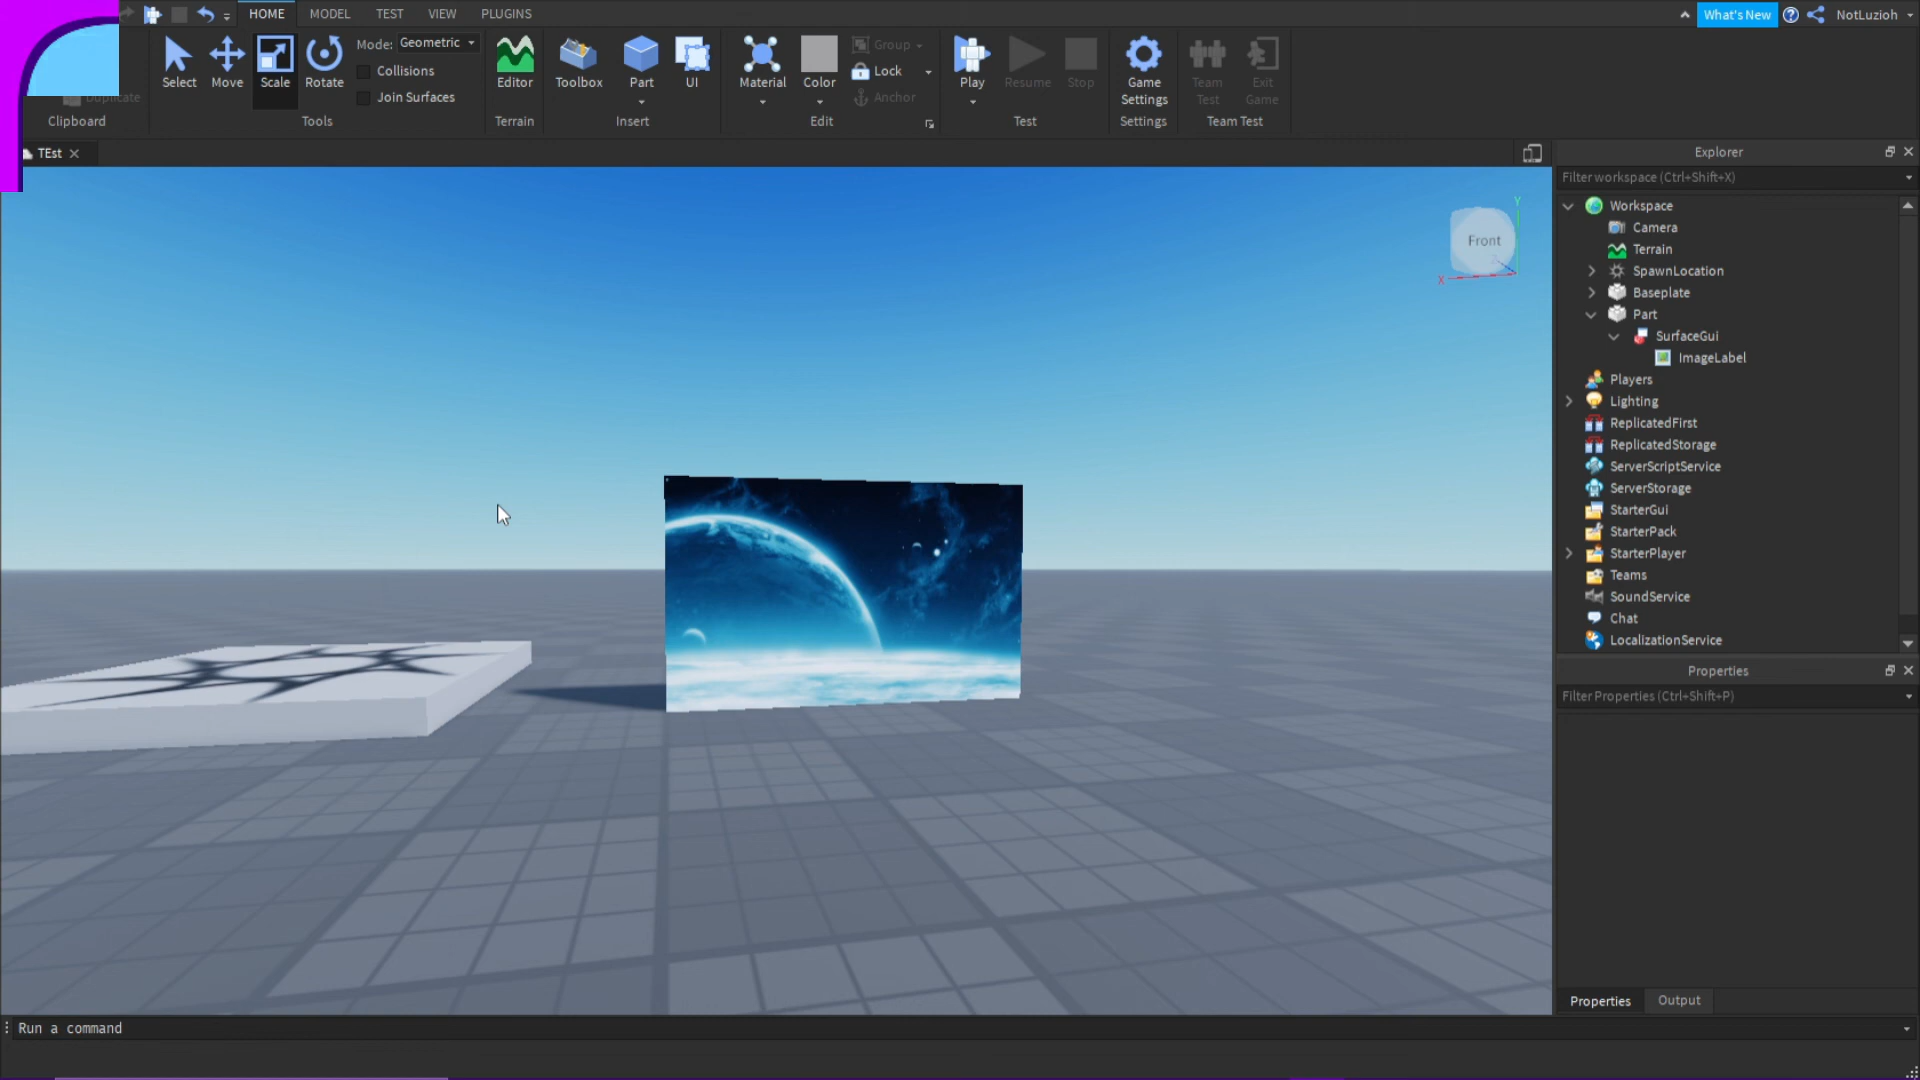 HOME MODEL TEST VIEW PLUGINS
What's New NotLuzioh
Mode: Geometric
Collisions
Join Surfaces
Select Move Scale Rotate
Editor
Toolbox Part UI
Material Color
Group
Lock
Anchor
Play Resume Stop
Game Settings
Team Test
Exit Game
Duplicate
Clipboard Tools Terrain Insert Edit Test Settings Team Test
TEst
Front
Y
X
Explorer
Filter workspace (Ctrl+Shift+X)
Workspace
Camera
Terrain
SpawnLocation
Baseplate
Part
SurfaceGui
ImageLabel
Players
Lighting
ReplicatedFirst
ReplicatedStorage
ServerScriptService
ServerStorage
StarterGui
StarterPack
StarterPlayer
Teams
SoundService
Chat
LocalizationService
Properties
Filter Properties (Ctrl+Shift+P)
Properties Output
Run a command